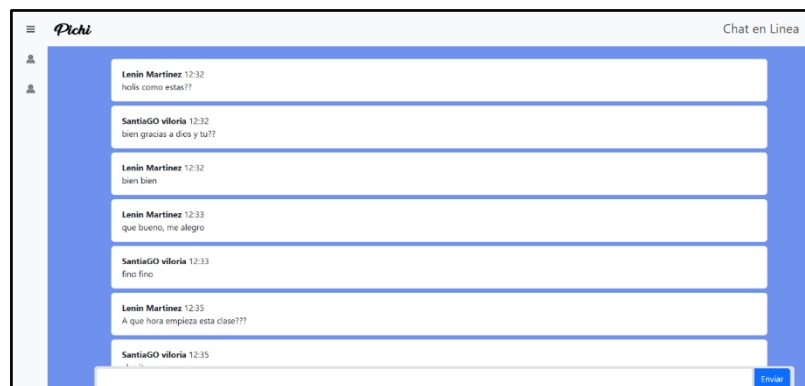 Pichi
Chat en Linea
Lenin Martinez 12:32
holis como estas??
SantiaGO viloria 12:32
bien gracias a dios y tu??
Lenin Martinez 12:32
bien bien
Lenin Martinez 12:33
que bueno, me alegro
SantiaGO viloria 12:33
fino fino
Lenin Martinez 12:35
A que hora empieza esta clase???
SantiaGO viloria 12:35
Enviar